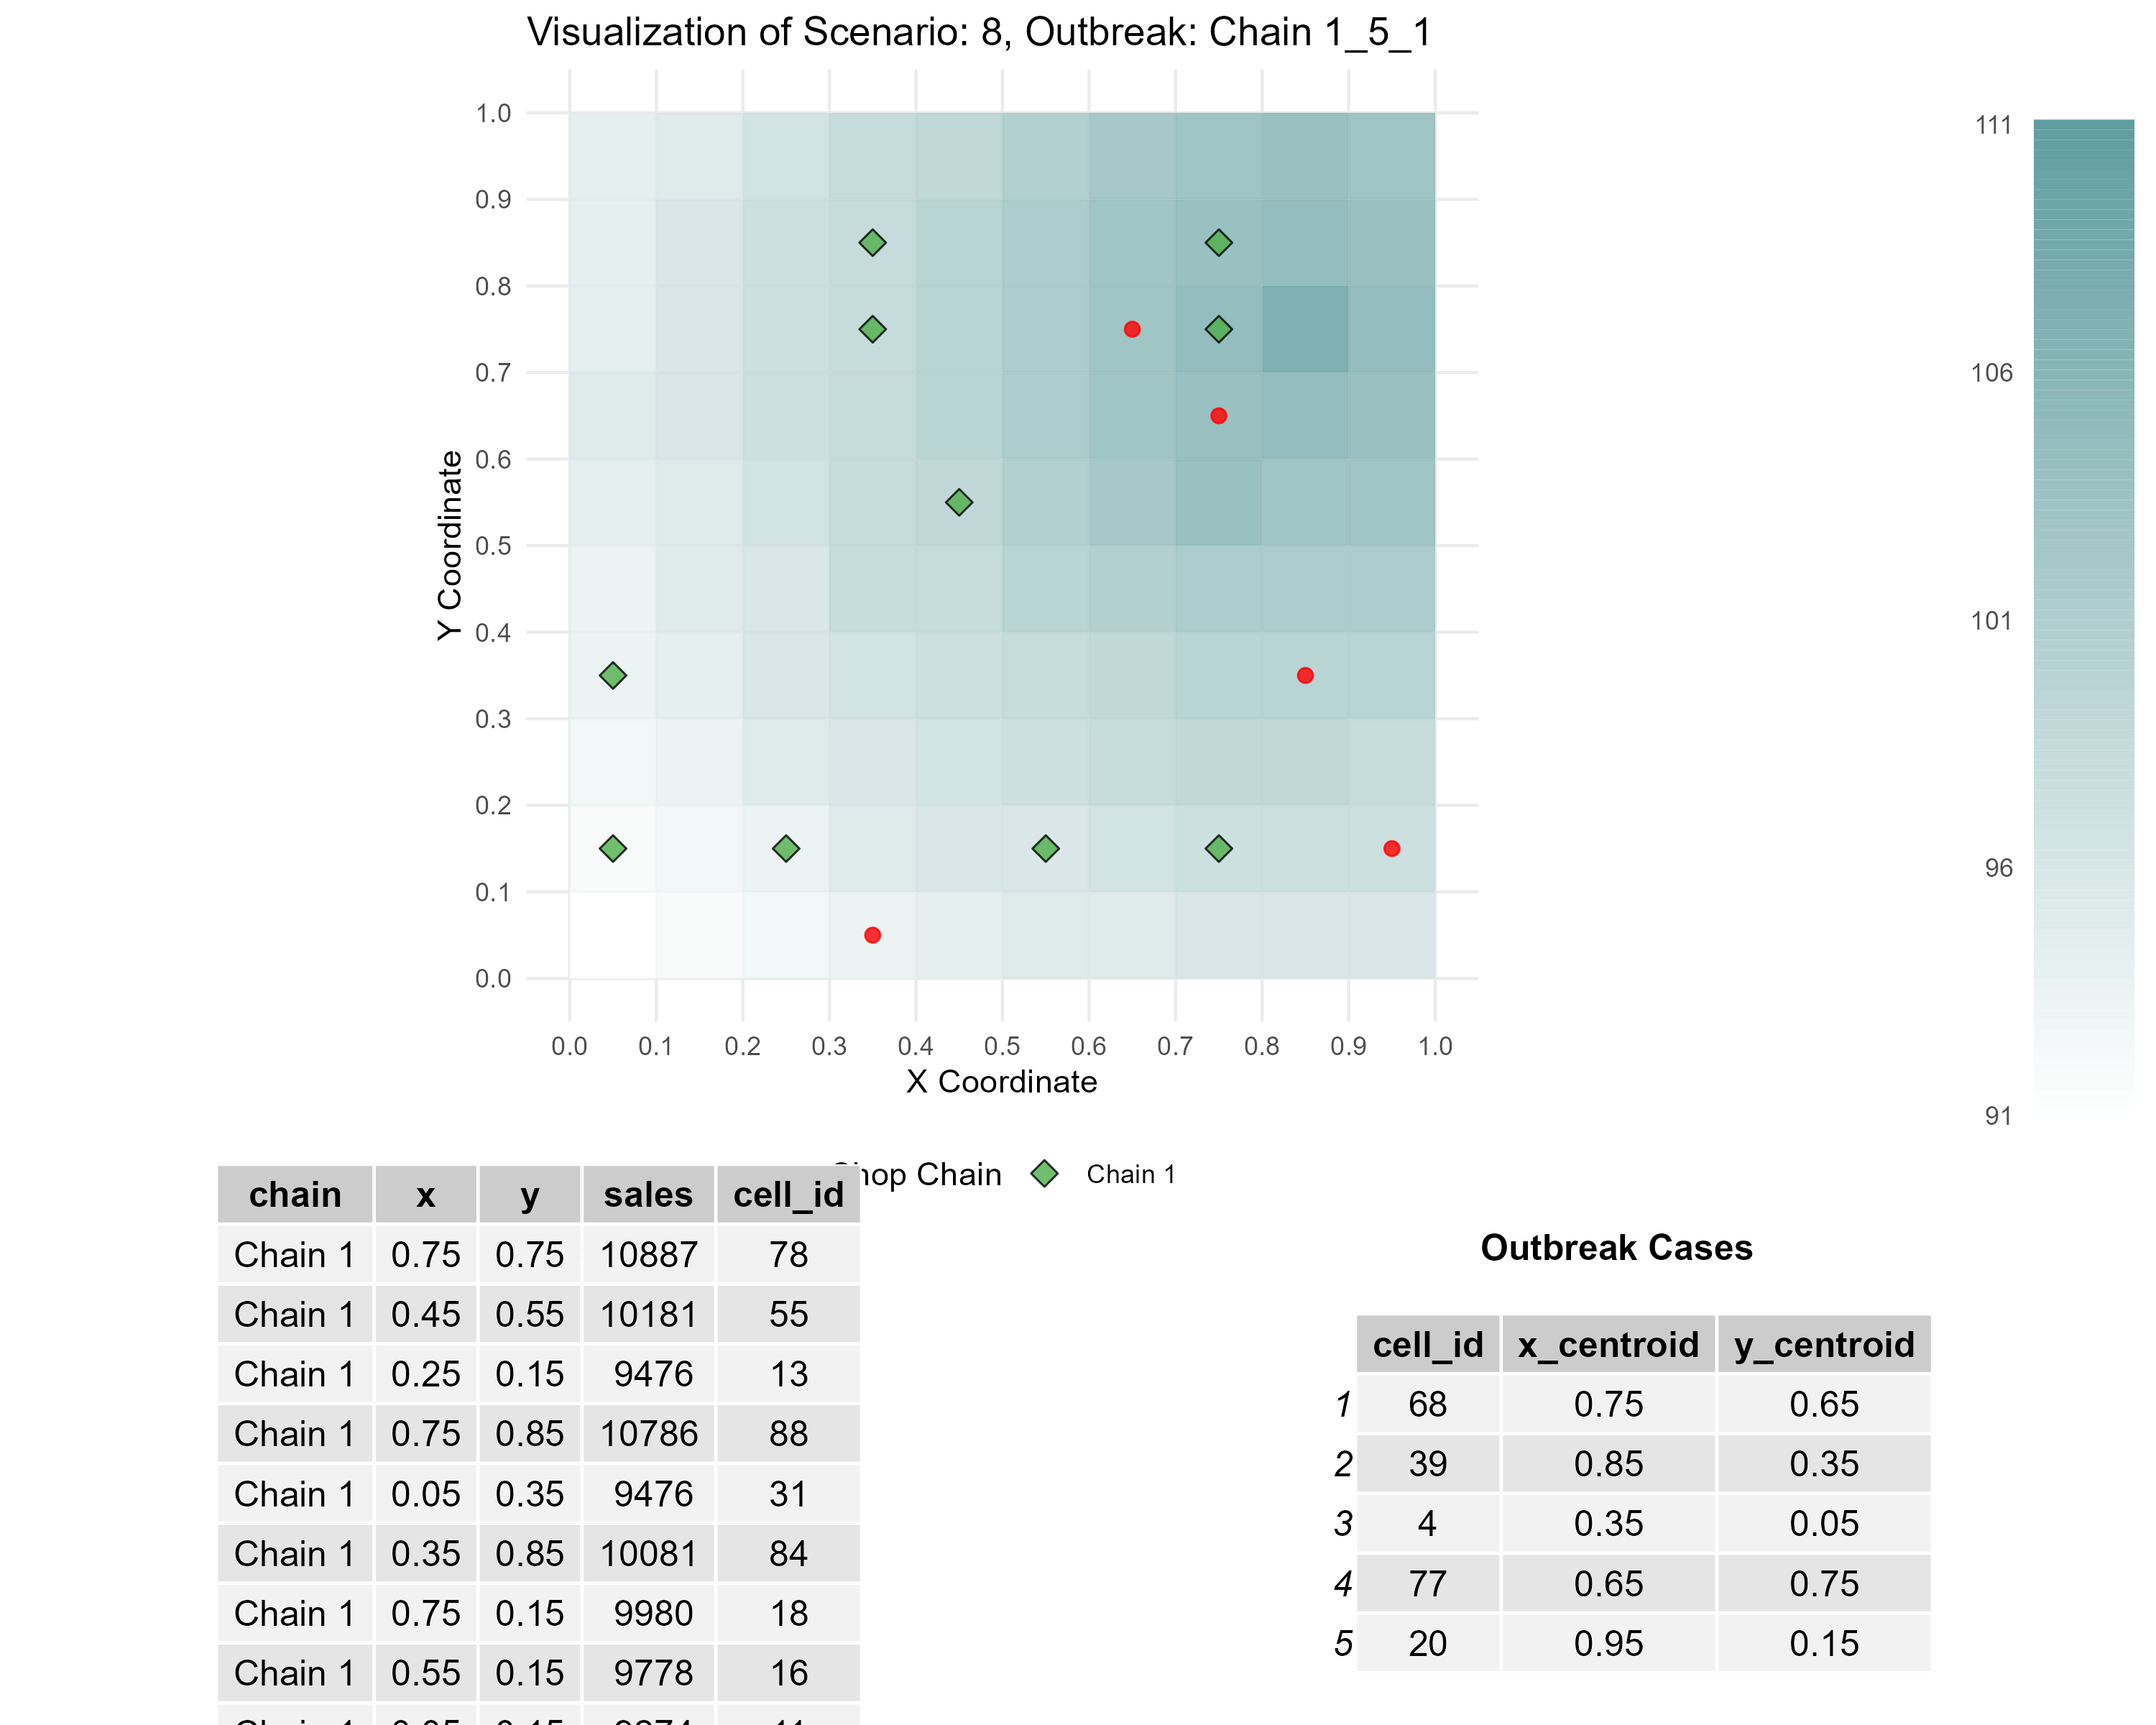 Visualization of Scenario: 8, Outbreak: Chain 1_5_1
1.0
0.9
0.8
0.7
0.6
0.5
0.4
0.3
0.2
0.1
0.0
Y Coordinate
0.0 0.1 0.2 0.3 0.4 0.5 0.6 0.7 0.8 0.9 1.0
X Coordinate
111
106
101
96
91
hop Chain Chain 1
chain x y sales cell_id
Chain 1 0.75 0.75 10887 78
Chain 1 0.45 0.55 10181 55
Chain 1 0.25 0.15 9476 13
Chain 1 0.75 0.85 10786 88
Chain 1 0.05 0.35 9476 31
Chain 1 0.35 0.85 10081 84
Chain 1 0.75 0.15 9980 18
Chain 1 0.55 0.15 9778 16
Outbreak Cases
cell_id x_centroid y_centroid
1 68 0.75 0.65
2 39 0.85 0.35
3 4 0.35 0.05
4 77 0.65 0.75
5 20 0.95 0.15